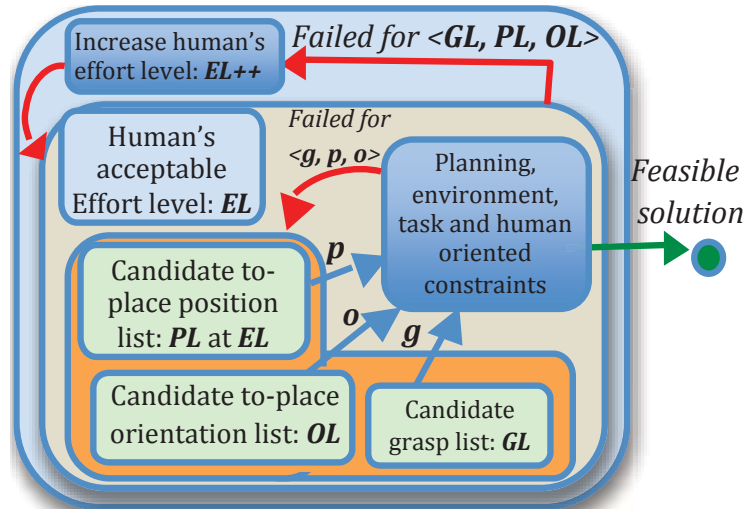 Increase human's
effort level: EL++
Failed for <GL, PL, OL>
Human's
acceptable
Effort level: EL
Failed for
<g, p, o>
Planning,
environment,
task and human
oriented
constraints
Feasible
solution
Candidate to-
place position
list: PL at EL
p
o
g
Candidate to-place
orientation list: OL
Candidate
grasp list: GL